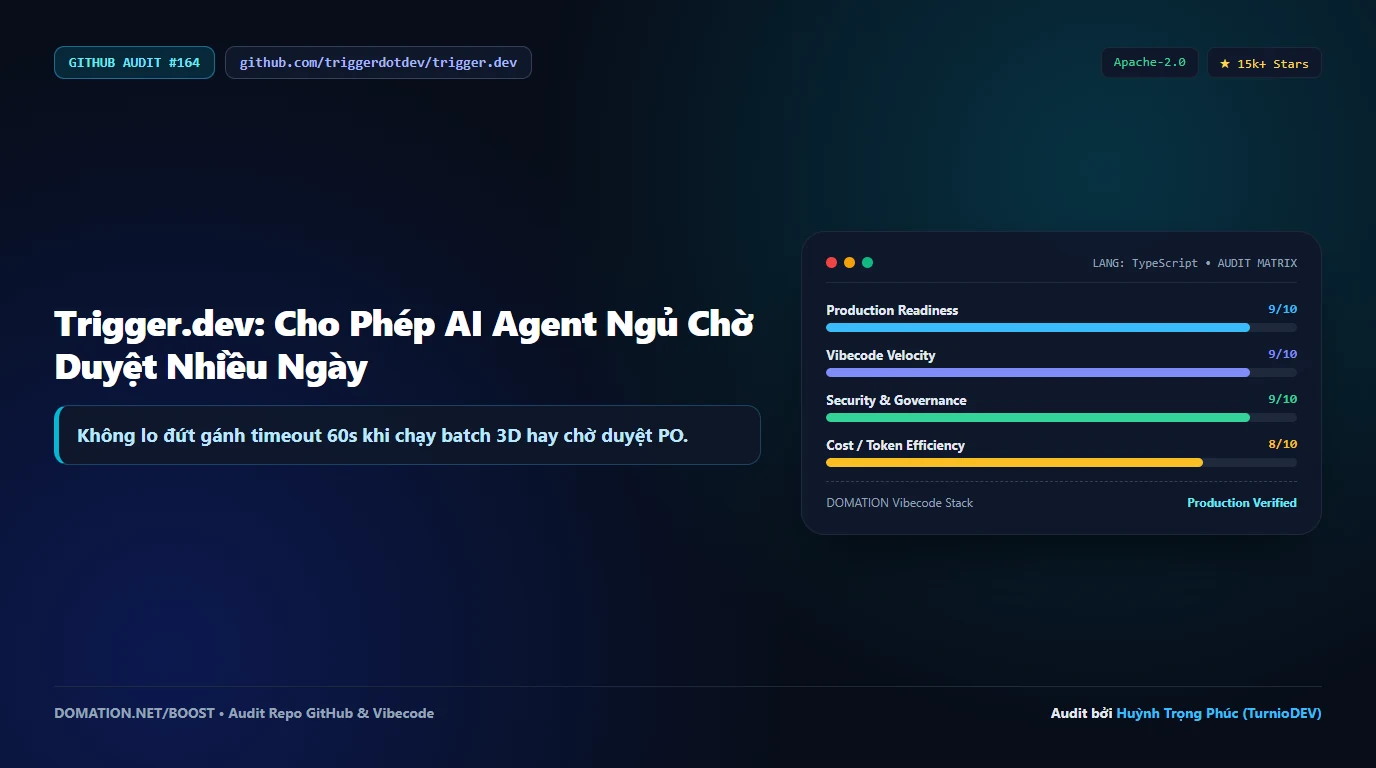 GITHUB AUDIT #164
github.com/triggerdotdev/trigger.dev
Apache-2.0
★ 15k+ Stars
Trigger.dev: Cho Phép AI Agent Ngủ Chờ
Duyệt Nhiều Ngày
Không lo đứt gánh timeout 60s khi chạy batch 3D hay chờ duyệt PO.
LANG: TypeScript • AUDIT MATRIX
Production Readiness 9/10
Vibecode Velocity 9/10
Security & Governance 9/10
Cost / Token Efficiency 8/10
DOMATION Vibecode Stack Production Verified
DOMATION.NET/BOOST • Audit Repo GitHub & Vibecode
Audit bởi Huỳnh Trọng Phúc (TurnioDEV)